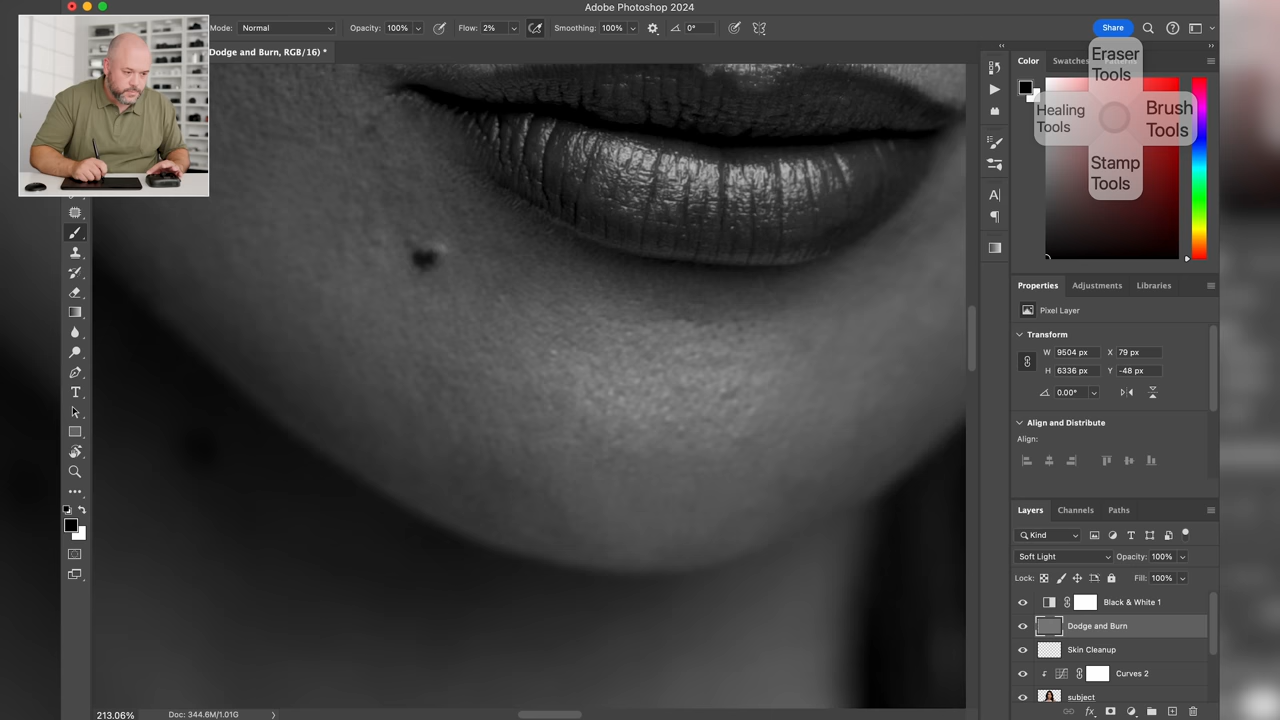 Adobe Photoshop 2024
Mode: Normal Opacity: 100% Flow: 2% Smoothing: 100% 0° Share
Dodge and Burn, RGB/16) *
Color Swatches
Eraser
Tools
Healing
Tools
Brush
Tools
Stamp
Tools
Properties Adjustments Libraries
Pixel Layer
Transform
W 9504 px X 79 px
H 6336 px Y -48 px
0.00°
Align and Distribute
Align:
Layers Channels Paths
Kind
Soft Light Opacity: 100%
Lock: Fill: 100%
Black & White 1
Dodge and Burn
Skin Cleanup
Curves 2
subject
213.06% Doc: 344.6M/1.01G